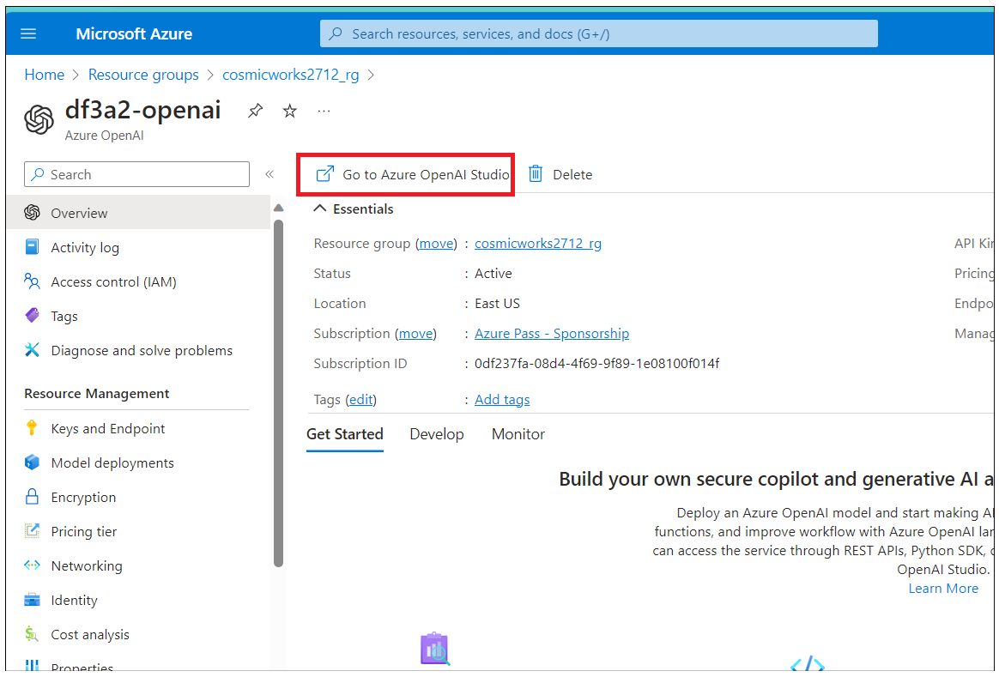 Microsoft Azure
Search resources, services, and docs (G+/)
Home > Resource groups > cosmicworks2712_rg >
df3a2-openai
Azure OpenAI
Search
Go to Azure OpenAI Studio
Delete
Overview
Activity log
Access control (IAM)
Tags
Diagnose and solve problems
Resource Management
Keys and Endpoint
Model deployments
Encryption
Pricing tier
Networking
Identity
Cost analysis
Properties
Essentials
Resource group (move) : cosmicworks2712_rg
API Kin
Status : Active
Pricing
Location : East US
Endpo
Subscription (move) : Azure Pass - Sponsorship
Manag
Subscription ID : 0df237fa-08d4-4f69-9f89-1e08100f014f
Tags (edit) : Add tags
Get Started Develop Monitor
Build your own secure copilot and generative AI a
Deploy an Azure OpenAI model and start making AI
functions, and improve workflow with Azure OpenAI lan
can access the service through REST APIs, Python SDK,
OpenAI Studio.
Learn More